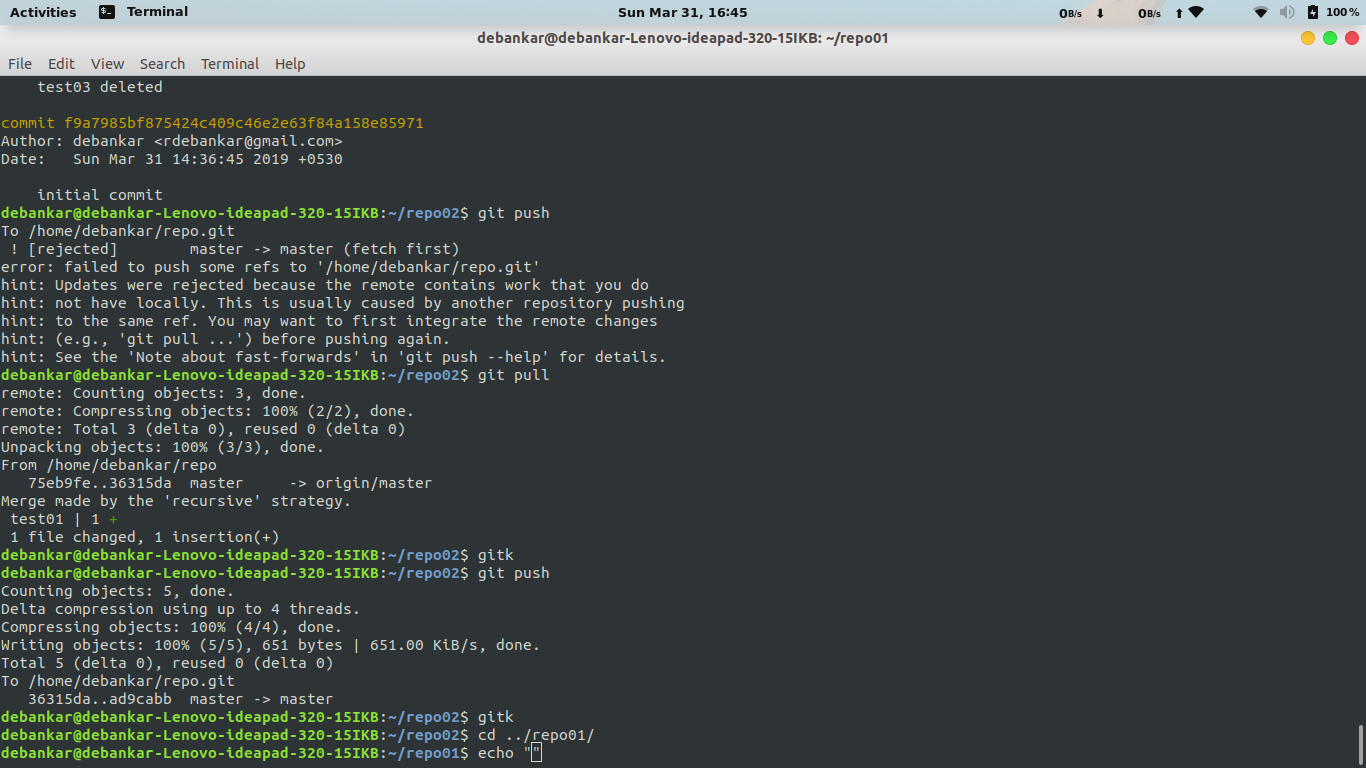 Activities Terminal Sun Mar 31, 16:45 0B/s 0B/s 100 %
debankar@debankar-Lenovo-ideapad-320-15IKB: ~/repo01
File Edit View Search Terminal Help
    test03 deleted
commit f9a7985bf875424c409c46e2e63f84a158e85971
Author: debankar <rdebankar@gmail.com>
Date:   Sun Mar 31 14:36:45 2019 +0530
    initial commit
debankar@debankar-Lenovo-ideapad-320-15IKB:~/repo02$ git push
To /home/debankar/repo.git
 ! [rejected]        master -> master (fetch first)
error: failed to push some refs to '/home/debankar/repo.git'
hint: Updates were rejected because the remote contains work that you do
hint: not have locally. This is usually caused by another repository pushing
hint: to the same ref. You may want to first integrate the remote changes
hint: (e.g., 'git pull ...') before pushing again.
hint: See the 'Note about fast-forwards' in 'git push --help' for details.
debankar@debankar-Lenovo-ideapad-320-15IKB:~/repo02$ git pull
remote: Counting objects: 3, done.
remote: Compressing objects: 100% (2/2), done.
remote: Total 3 (delta 0), reused 0 (delta 0)
Unpacking objects: 100% (3/3), done.
From /home/debankar/repo
   75eb9fe..36315da  master     -> origin/master
Merge made by the 'recursive' strategy.
 test01 | 1 +
 1 file changed, 1 insertion(+)
debankar@debankar-Lenovo-ideapad-320-15IKB:~/repo02$ gitk
debankar@debankar-Lenovo-ideapad-320-15IKB:~/repo02$ git push
Counting objects: 5, done.
Delta compression using up to 4 threads.
Compressing objects: 100% (4/4), done.
Writing objects: 100% (5/5), 651 bytes | 651.00 KiB/s, done.
Total 5 (delta 0), reused 0 (delta 0)
To /home/debankar/repo.git
   36315da..ad9cabb  master -> master
debankar@debankar-Lenovo-ideapad-320-15IKB:~/repo02$ gitk
debankar@debankar-Lenovo-ideapad-320-15IKB:~/repo02$ cd ../repo01/
debankar@debankar-Lenovo-ideapad-320-15IKB:~/repo01$ echo ""